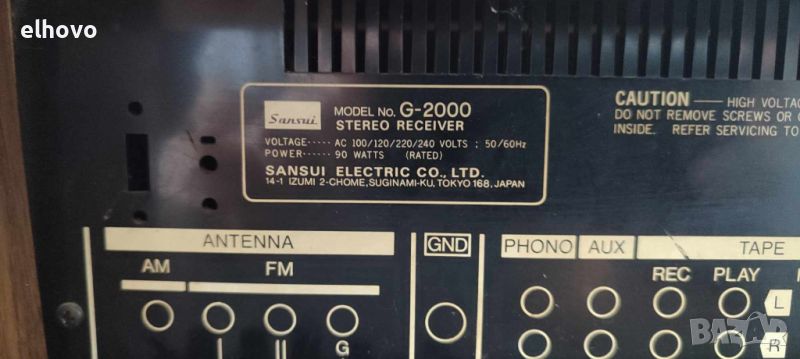 elhovo
Sansui
MODEL No. G-2000
STEREO RECEIVER
VOLTAGE····· AC 100/120/220/240 VOLTS : 50/60Hz
POWER····· 90 WATTS (RATED)
SANSUI ELECTRIC CO., LTD.
14-1 IZUMI 2-CHOME, SUGINAMI-KU, TOKYO 168, JAPAN
CAUTION — HIGH VOLTAG
DO NOT REMOVE SCREWS OR
INSIDE. REFER SERVICING TO
ANTENNA
GND
PHONO AUX TAPE
AM FM
REC PLAY
L
I II G
R
BAZAR